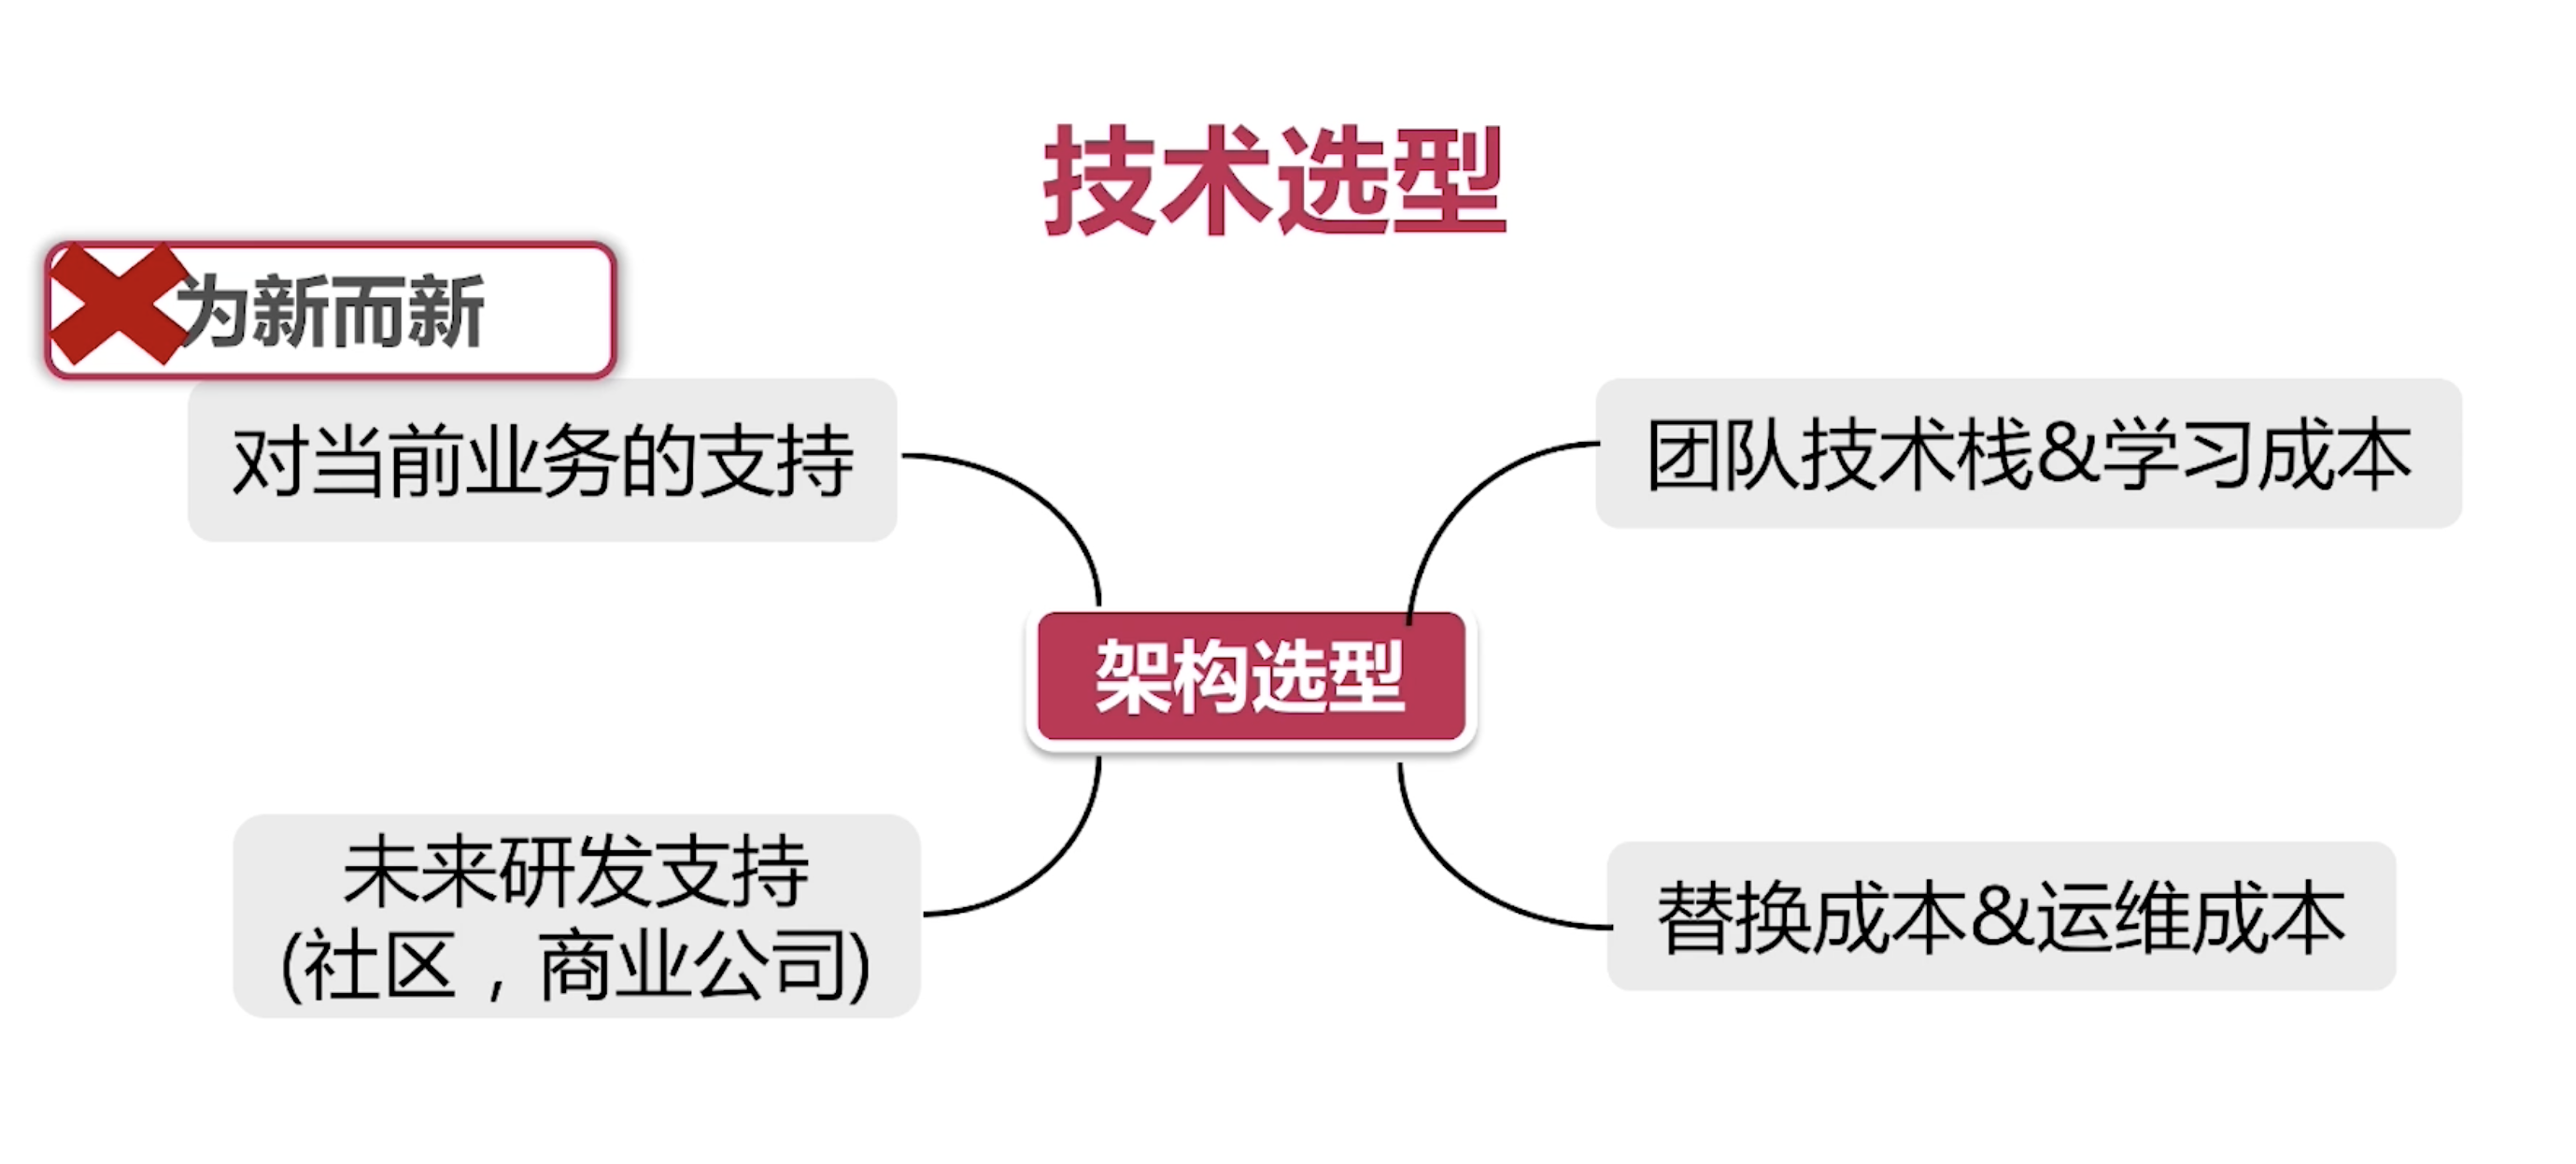 技术选型
为新而新
对当前业务的支持
团队技术栈&学习成本
架构选型
未来研发支持
(社区，商业公司)
替换成本&运维成本